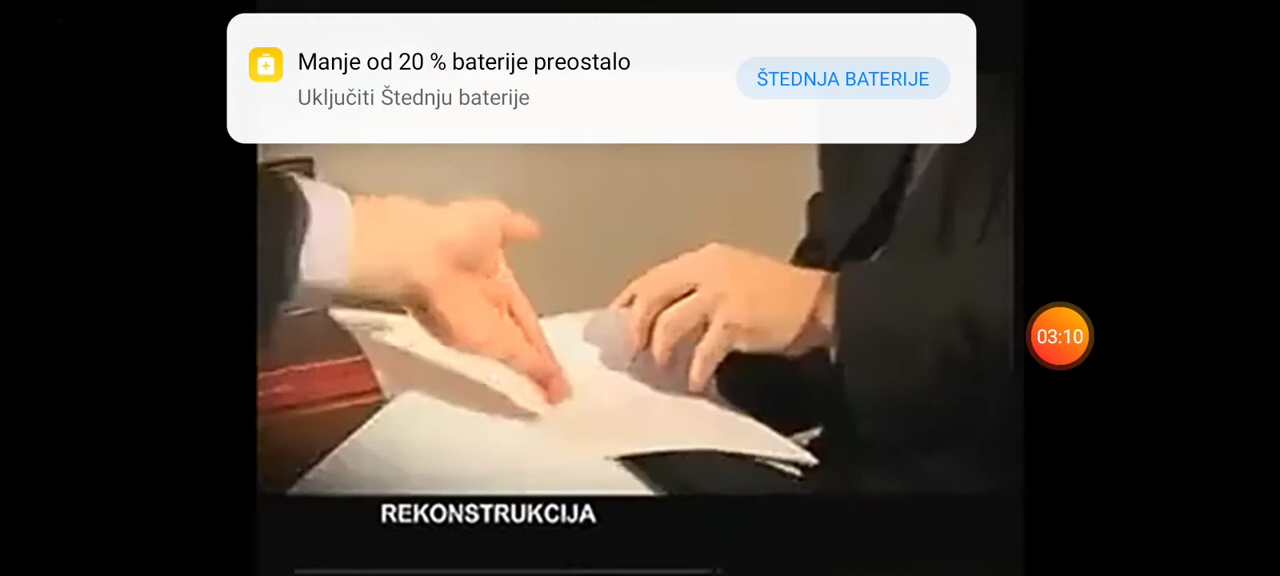 Manje od 20 % baterije preostalo
Uključiti Štednju baterije
ŠTEDNJA BATERIJE
03:10
REKONSTRUKCIJA